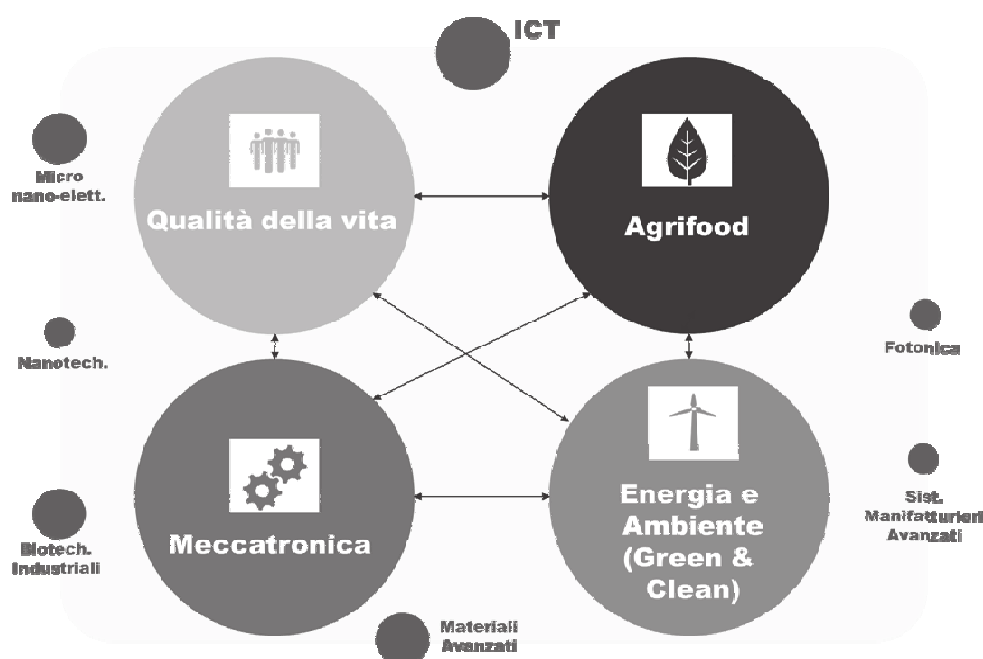 ICT
Micro
nano-elett.
Qualità della vita
Agrifood
Nanotech.
Fotonica
Meccatronica
Energia e
Ambiente
(Green &
Clean)
Sist.
Manifatturieri
Avanzati
Biotech.
Industriali
Materiali
Avanzati